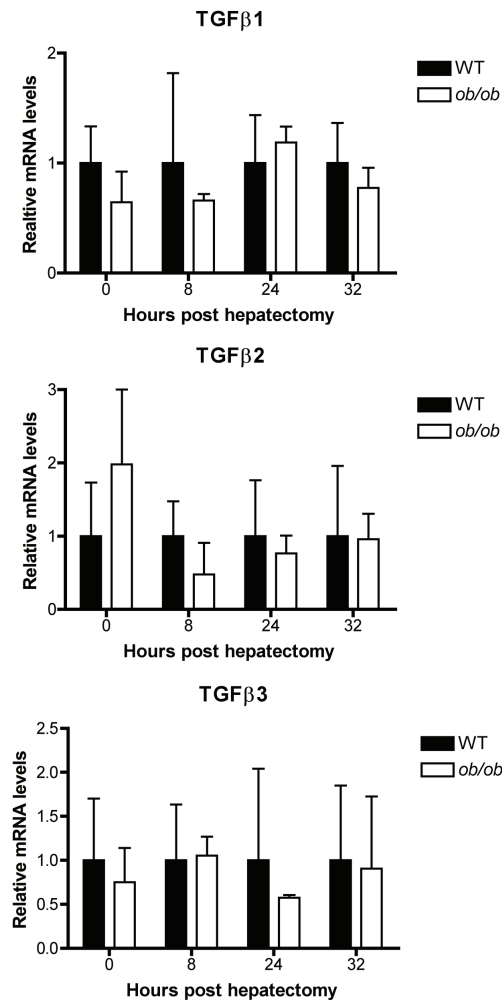 TGFβ1
2
1
0
Realtive mRNA levels
WT
ob/ob
0 8 24 32
Hours post hepatectomy
TGFβ2
3
2
1
0
Relative mRNA levels
WT
ob/ob
0 8 24 32
Hours post hepatectomy
TGFβ3
2.5
2.0
1.5
1.0
0.5
0.0
Relative mRNA levels
WT
ob/ob
0 8 24 32
Hours post hepatectomy